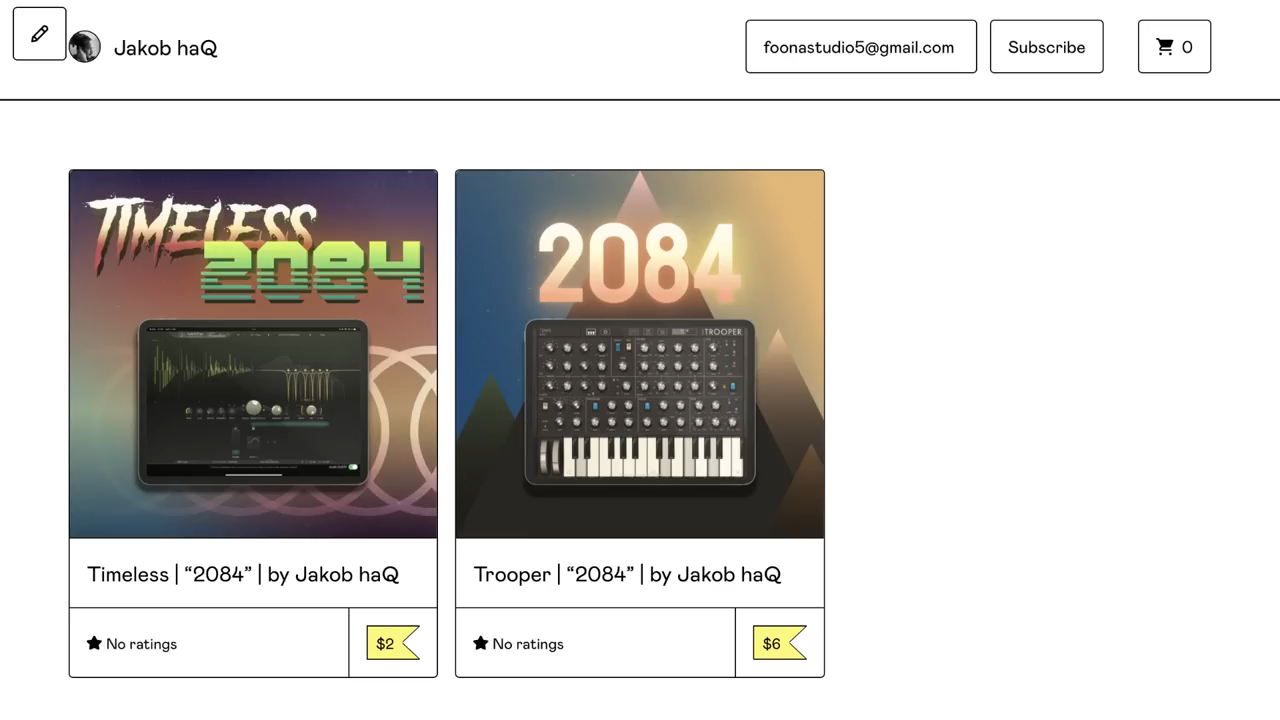 Jakob haQ
foonastudio5@gmail.com
Subscribe
0
TIMELESS
2084
2084
TROOPER
Timeless | “2084” | by Jakob haQ
Trooper | “2084” | by Jakob haQ
No ratings
$2
No ratings
$6